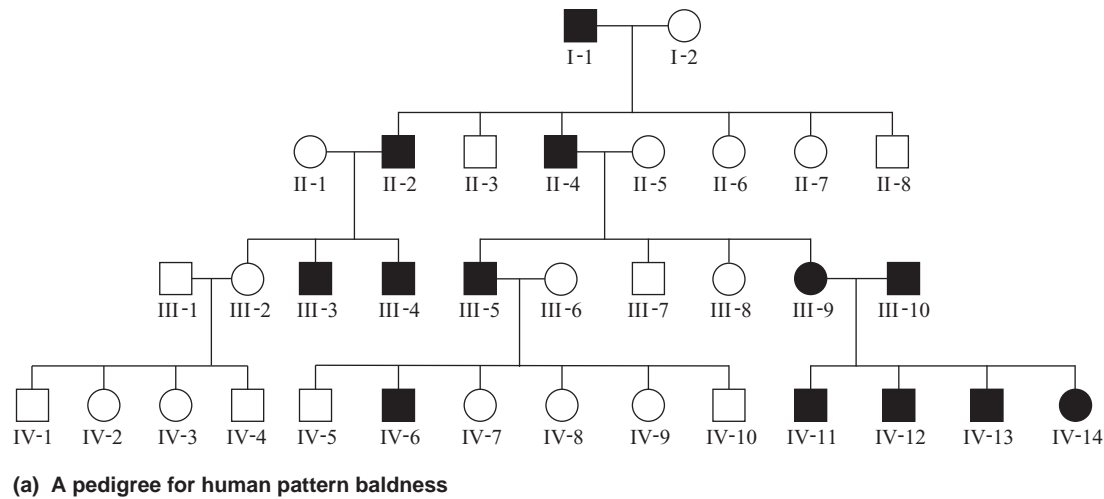 I-1 I-2
II-1 II-2 II-3 II-4 II-5 II-6 II-7 II-8
III-1 III-2 III-3 III-4 III-5 III-6 III-7 III-8 III-9 III-10
IV-1 IV-2 IV-3 IV-4 IV-5 IV-6 IV-7 IV-8 IV-9 IV-10 IV-11 IV-12 IV-13 IV-14
(a) A pedigree for human pattern baldness